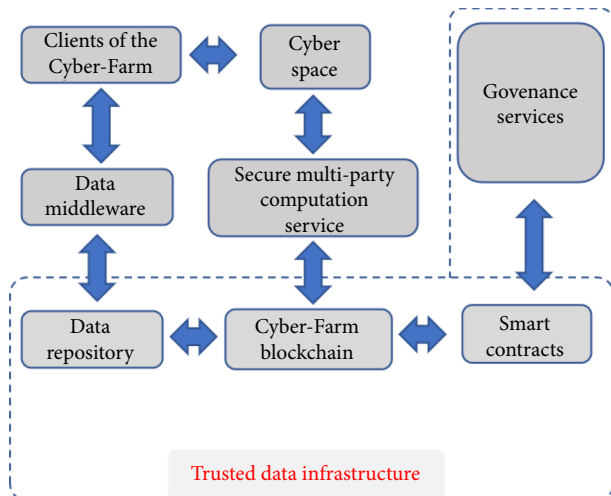 Clients of the
Cyber-Farm
Cyber
space
Govenance
services
Data
middleware
Secure multi-party
computation
service
Data
repository
Cyber-Farm
blockchain
Smart
contracts
Trusted data infrastructure